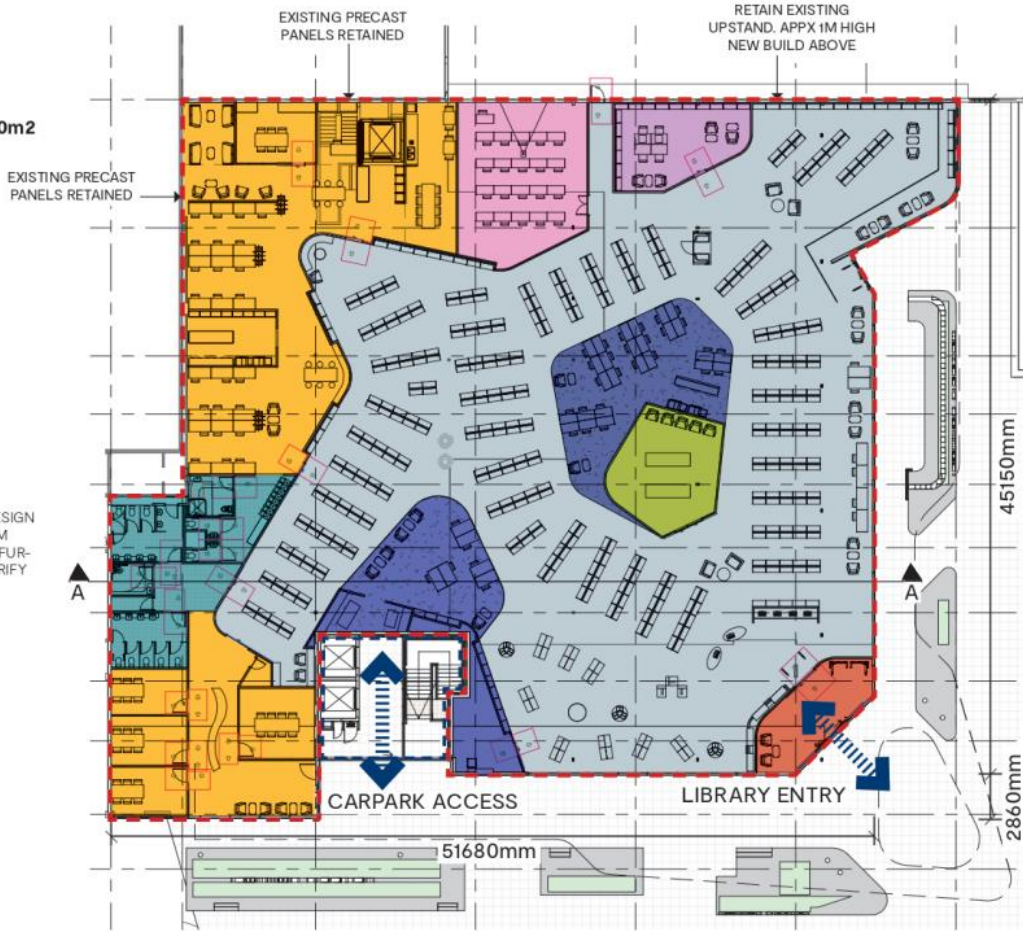 EXISTING PRECAST
PANELS RETAINED
RETAIN EXISTING
UPSTAND. APPX 1M HIGH
NEW BUILD ABOVE
0m2
EXISTING PRECAST
PANELS RETAINED
ESIGN
M
FUR-
RIFY
A
A
45150mm
CARPARK ACCESS
LIBRARY ENTRY
2860mm
51680mm